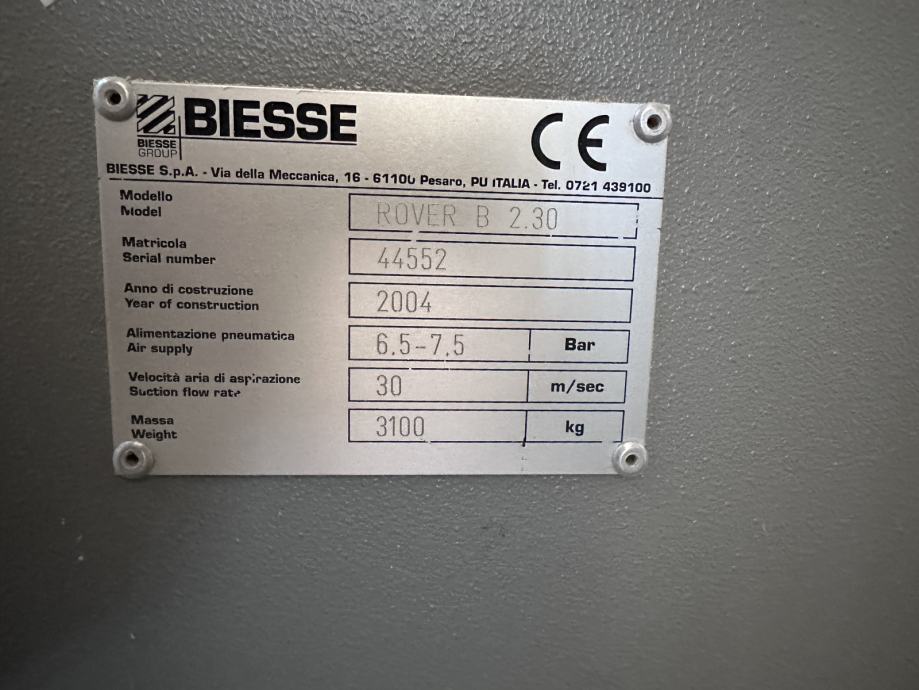 BIESSE
BIESSE
GROUP
CE
BIESSE S.p.A. - Via della Meccanica, 16 - 61100 Pesaro, PU ITALIA - Tel. 0721 439100
Modello
Model
ROVER B 2.30
Matricola
Serial number
44552
Anno di costruzione
Year of construction
2004
Alimentazione pneumatica
Air supply
6.5-7.5 Bar
Velocità aria di aspirazione
Suction flow rate
30 m/sec
Massa
Weight
3100 kg